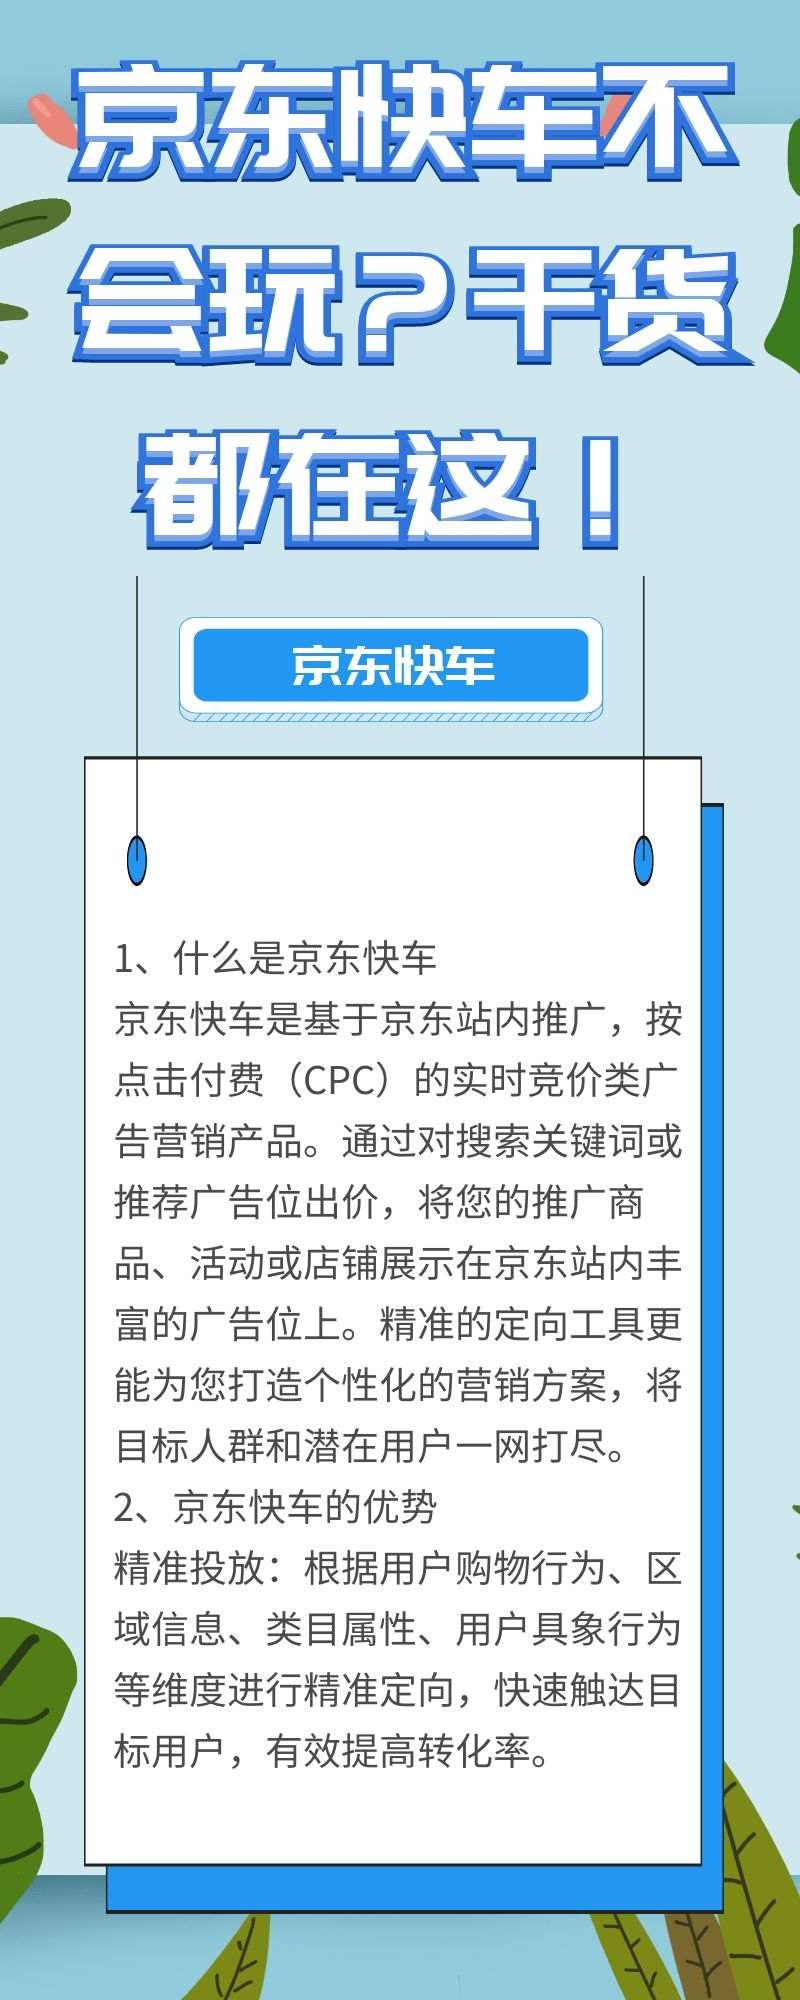 京东快车不
会玩？干货
都在这！
京东快车
1、什么是京东快车
京东快车是基于京东站内推广，按
点击付费（CPC）的实时竞价类广
告营销产品。通过对搜索关键词或
推荐广告位出价，将您的推广商
品、活动或店铺展示在京东站内丰
富的广告位上。精准的定向工具更
能为您打造个性化的营销方案，将
目标人群和潜在用户一网打尽。
2、京东快车的优势
精准投放：根据用户购物行为、区
域信息、类目属性、用户具象行为
等维度进行精准定向，快速触达目
标用户，有效提高转化率。